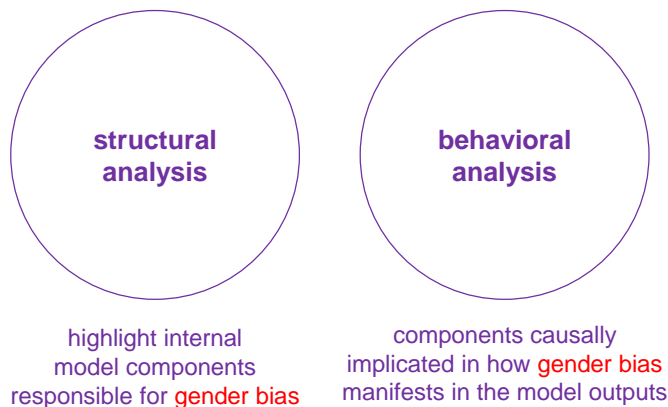 structural
analysis
behavioral
analysis
highlight internal
model components
responsible for gender bias
components causally
implicated in how gender bias
manifests in the model outputs